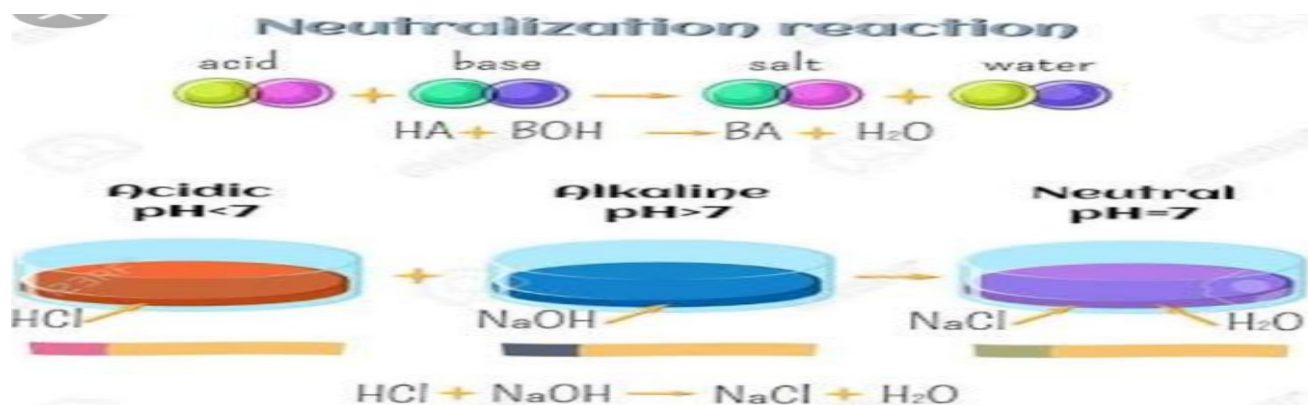 Neutralization reaction
acid base salt water
HA + BOH → BA + H₂O
Acidic Alkaline Neutral
pH<7 pH>7 pH=7
HCl NaOH NaCl H₂O
HCl + NaOH → NaCl + H₂O